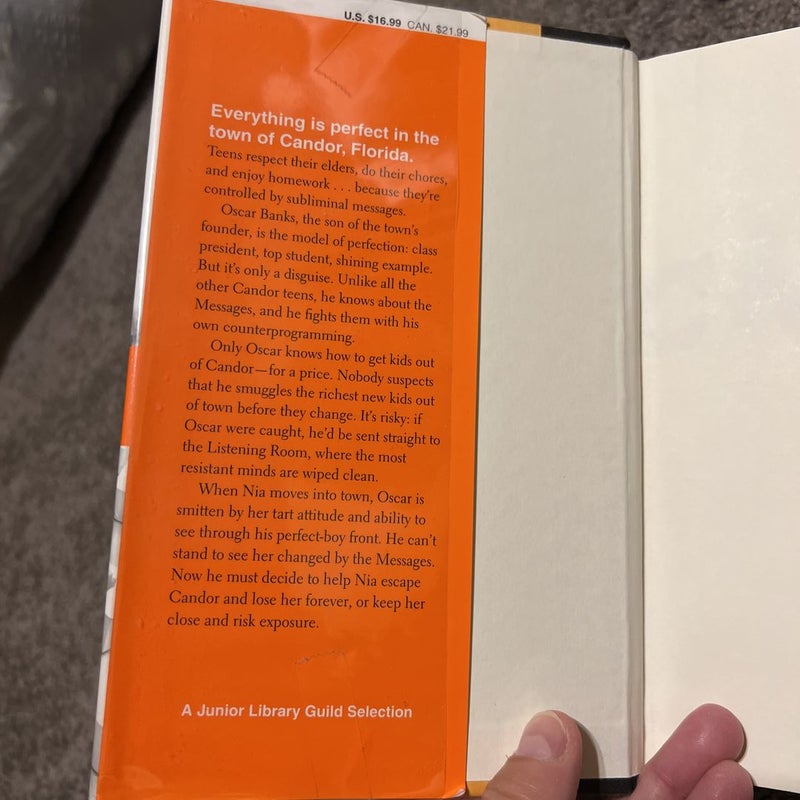 U.S. $16.99 CAN. $21.99
Everything is perfect in the
town of Candor, Florida.
Teens respect their elders, do their chores,
and enjoy homework . . . because they're
controlled by subliminal messages.
Oscar Banks, the son of the town's
founder, is the model of perfection: class
president, top student, shining example.
But it's only a disguise. Unlike all the
other Candor teens, he knows about the
Messages, and he fights them with his
own counterprogramming.
Only Oscar knows how to get kids out
of Candor—for a price. Nobody suspects
that he smuggles the richest new kids out
of town before they change. It's risky: if
Oscar were caught, he'd be sent straight to
the Listening Room, where the most
resistant minds are wiped clean.
When Nia moves into town, Oscar is
smitten by her tart attitude and ability to
see through his perfect-boy front. He can't
stand to see her changed by the Messages.
Now he must decide to help Nia escape
Candor and lose her forever, or keep her
close and risk exposure.
A Junior Library Guild Selection